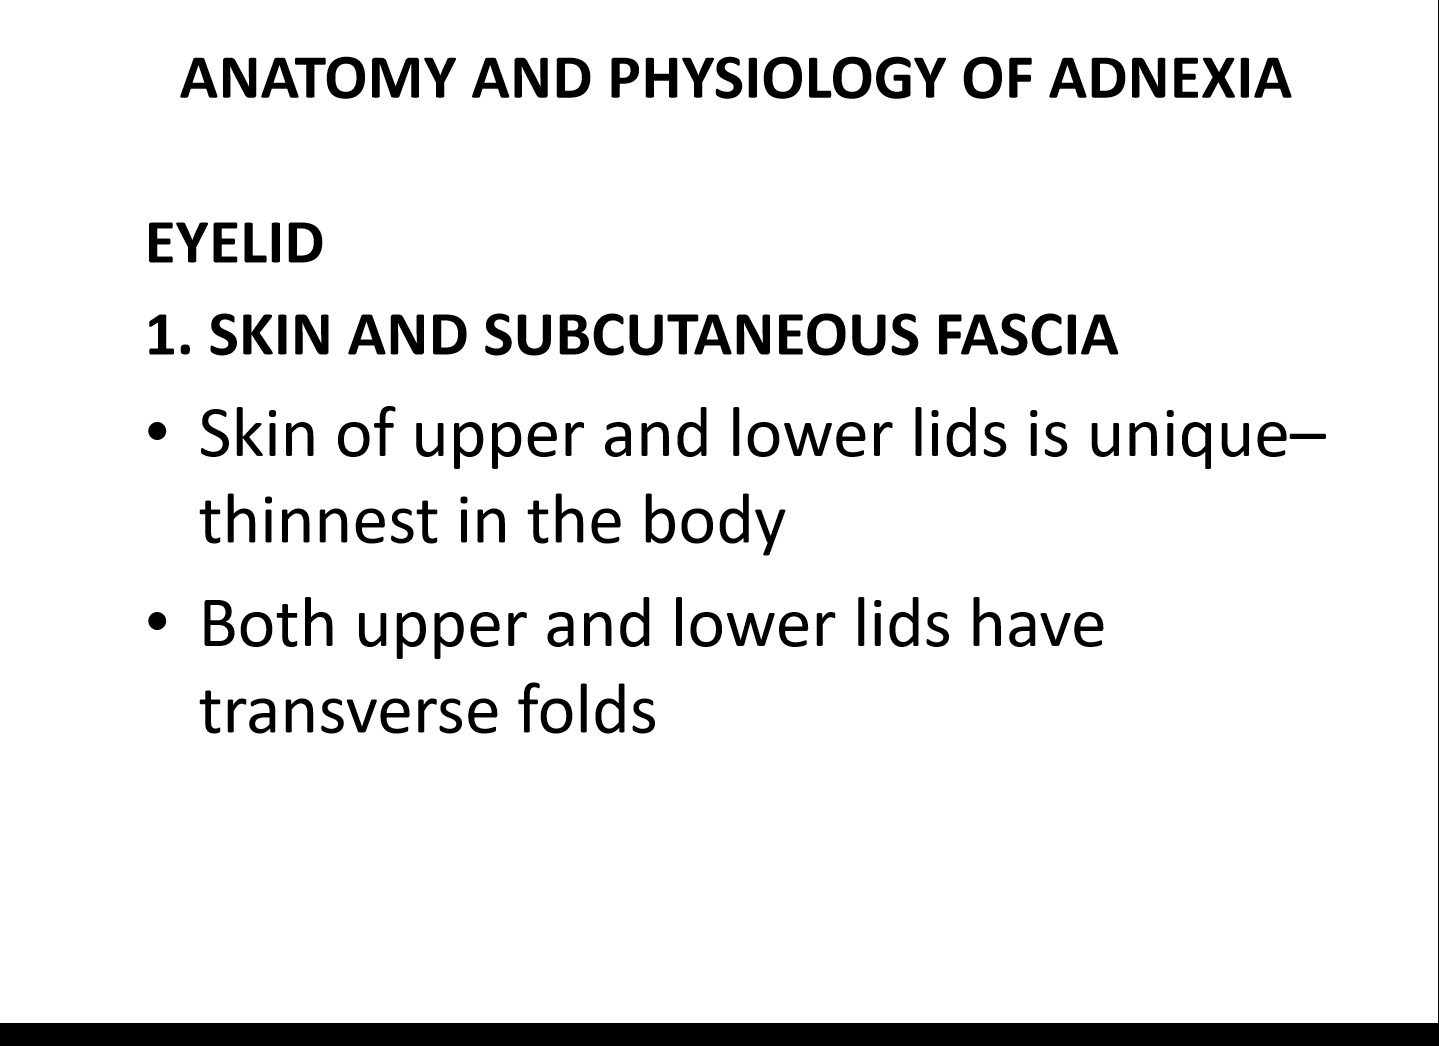 ANATOMY AND PHYSIOLOGY OF ADNEXIA
EYELID
1. SKIN AND SUBCUTANEOUS FASCIA
• Skin of upper and lower lids is unique–
thinnest in the body
• Both upper and lower lids have
transverse folds